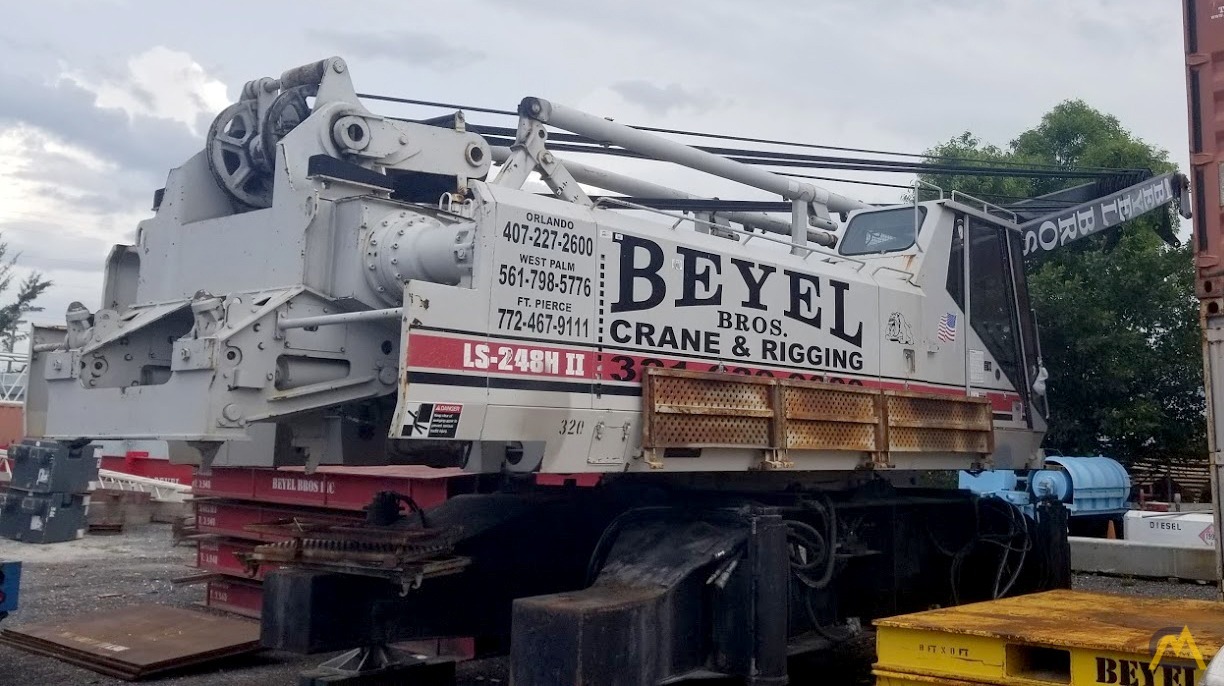 ORLANDO
407-227-2600
WEST PALM
561-798-5776
FT. PIERCE
772-467-9111
BEYEL
BROS.
CRANE & RIGGING
LS-248H II
DANGER
320
BEYEL BROS
BEYEL BROS INC
DIESEL
BEYEL